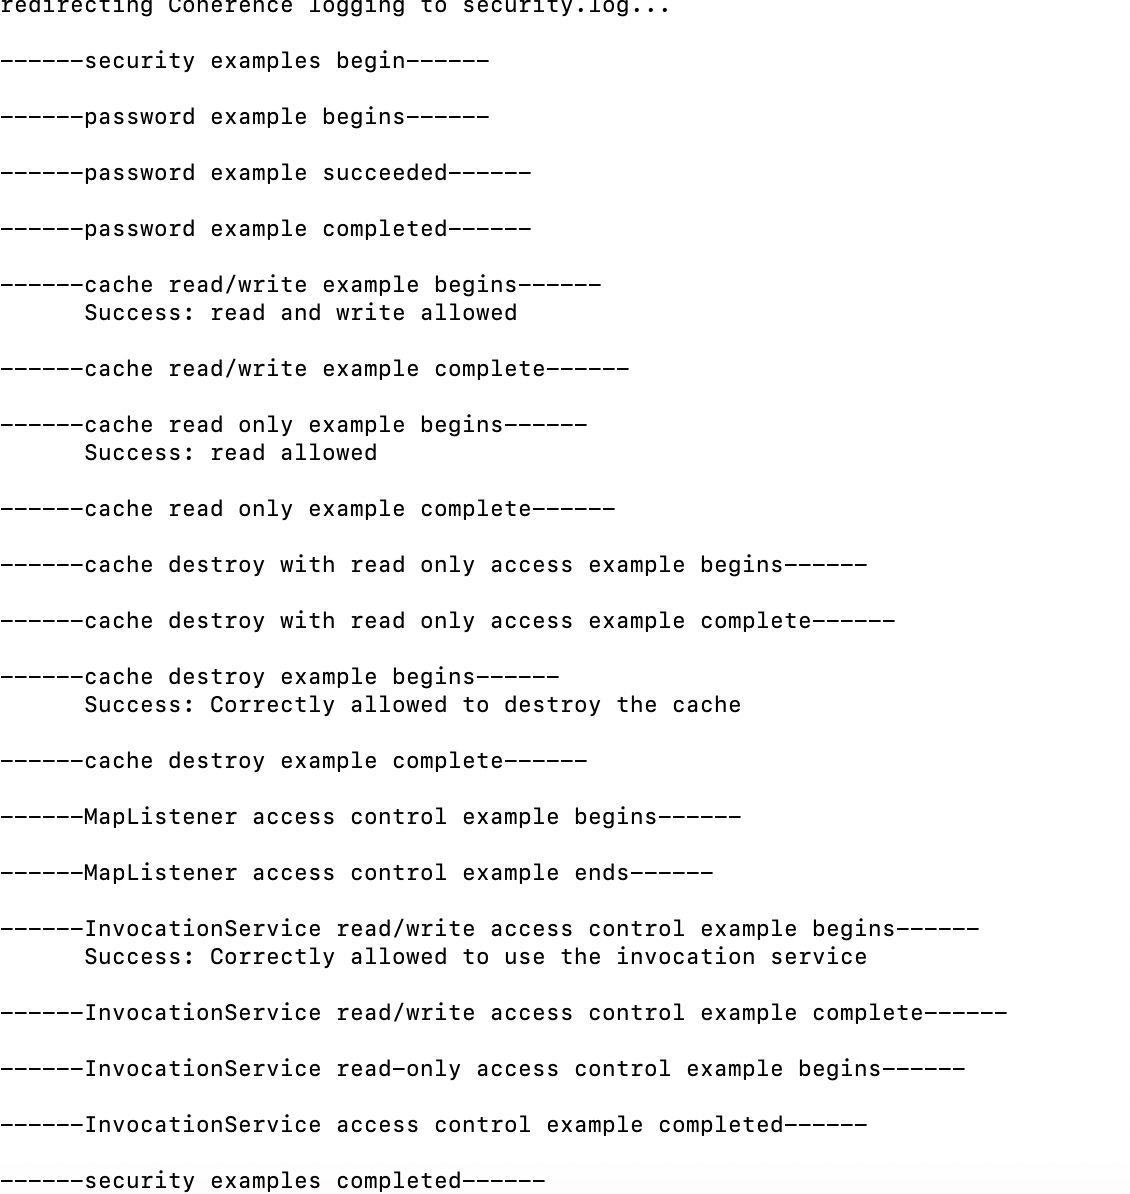 redirecting Coherence logging to security.log...
------security examples begin------
------password example begins------
------password example succeeded------
------password example completed------
------cache read/write example begins------
Success: read and write allowed
------cache read/write example complete------
------cache read only example begins------
Success: read allowed
------cache read only example complete------
------cache destroy with read only access example begins------
------cache destroy with read only access example complete------
------cache destroy example begins------
Success: Correctly allowed to destroy the cache
------cache destroy example complete------
------MapListener access control example begins------
------MapListener access control example ends------
------InvocationService read/write access control example begins------
Success: Correctly allowed to use the invocation service
------InvocationService read/write access control example complete------
------InvocationService read-only access control example begins------
------InvocationService access control example completed------
------security examples completed------